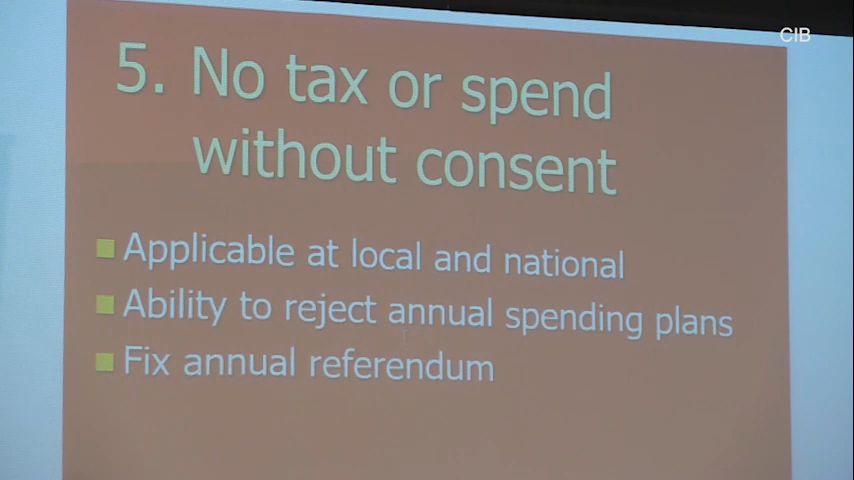 CIB
5. No tax or spend
without consent
Applicable at local and national
Ability to reject annual spending plans
Fix annual referendum